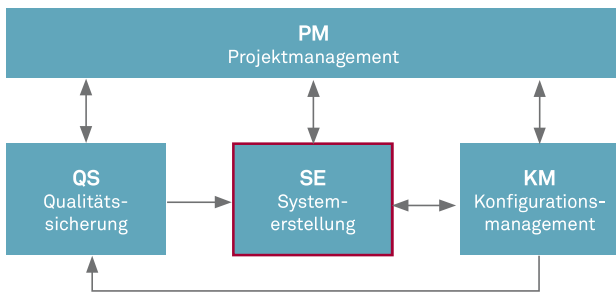 PM
Projektmanagement
QS
Qualitäts-
sicherung
SE
System-
erstellung
KM
Konfigurations-
management